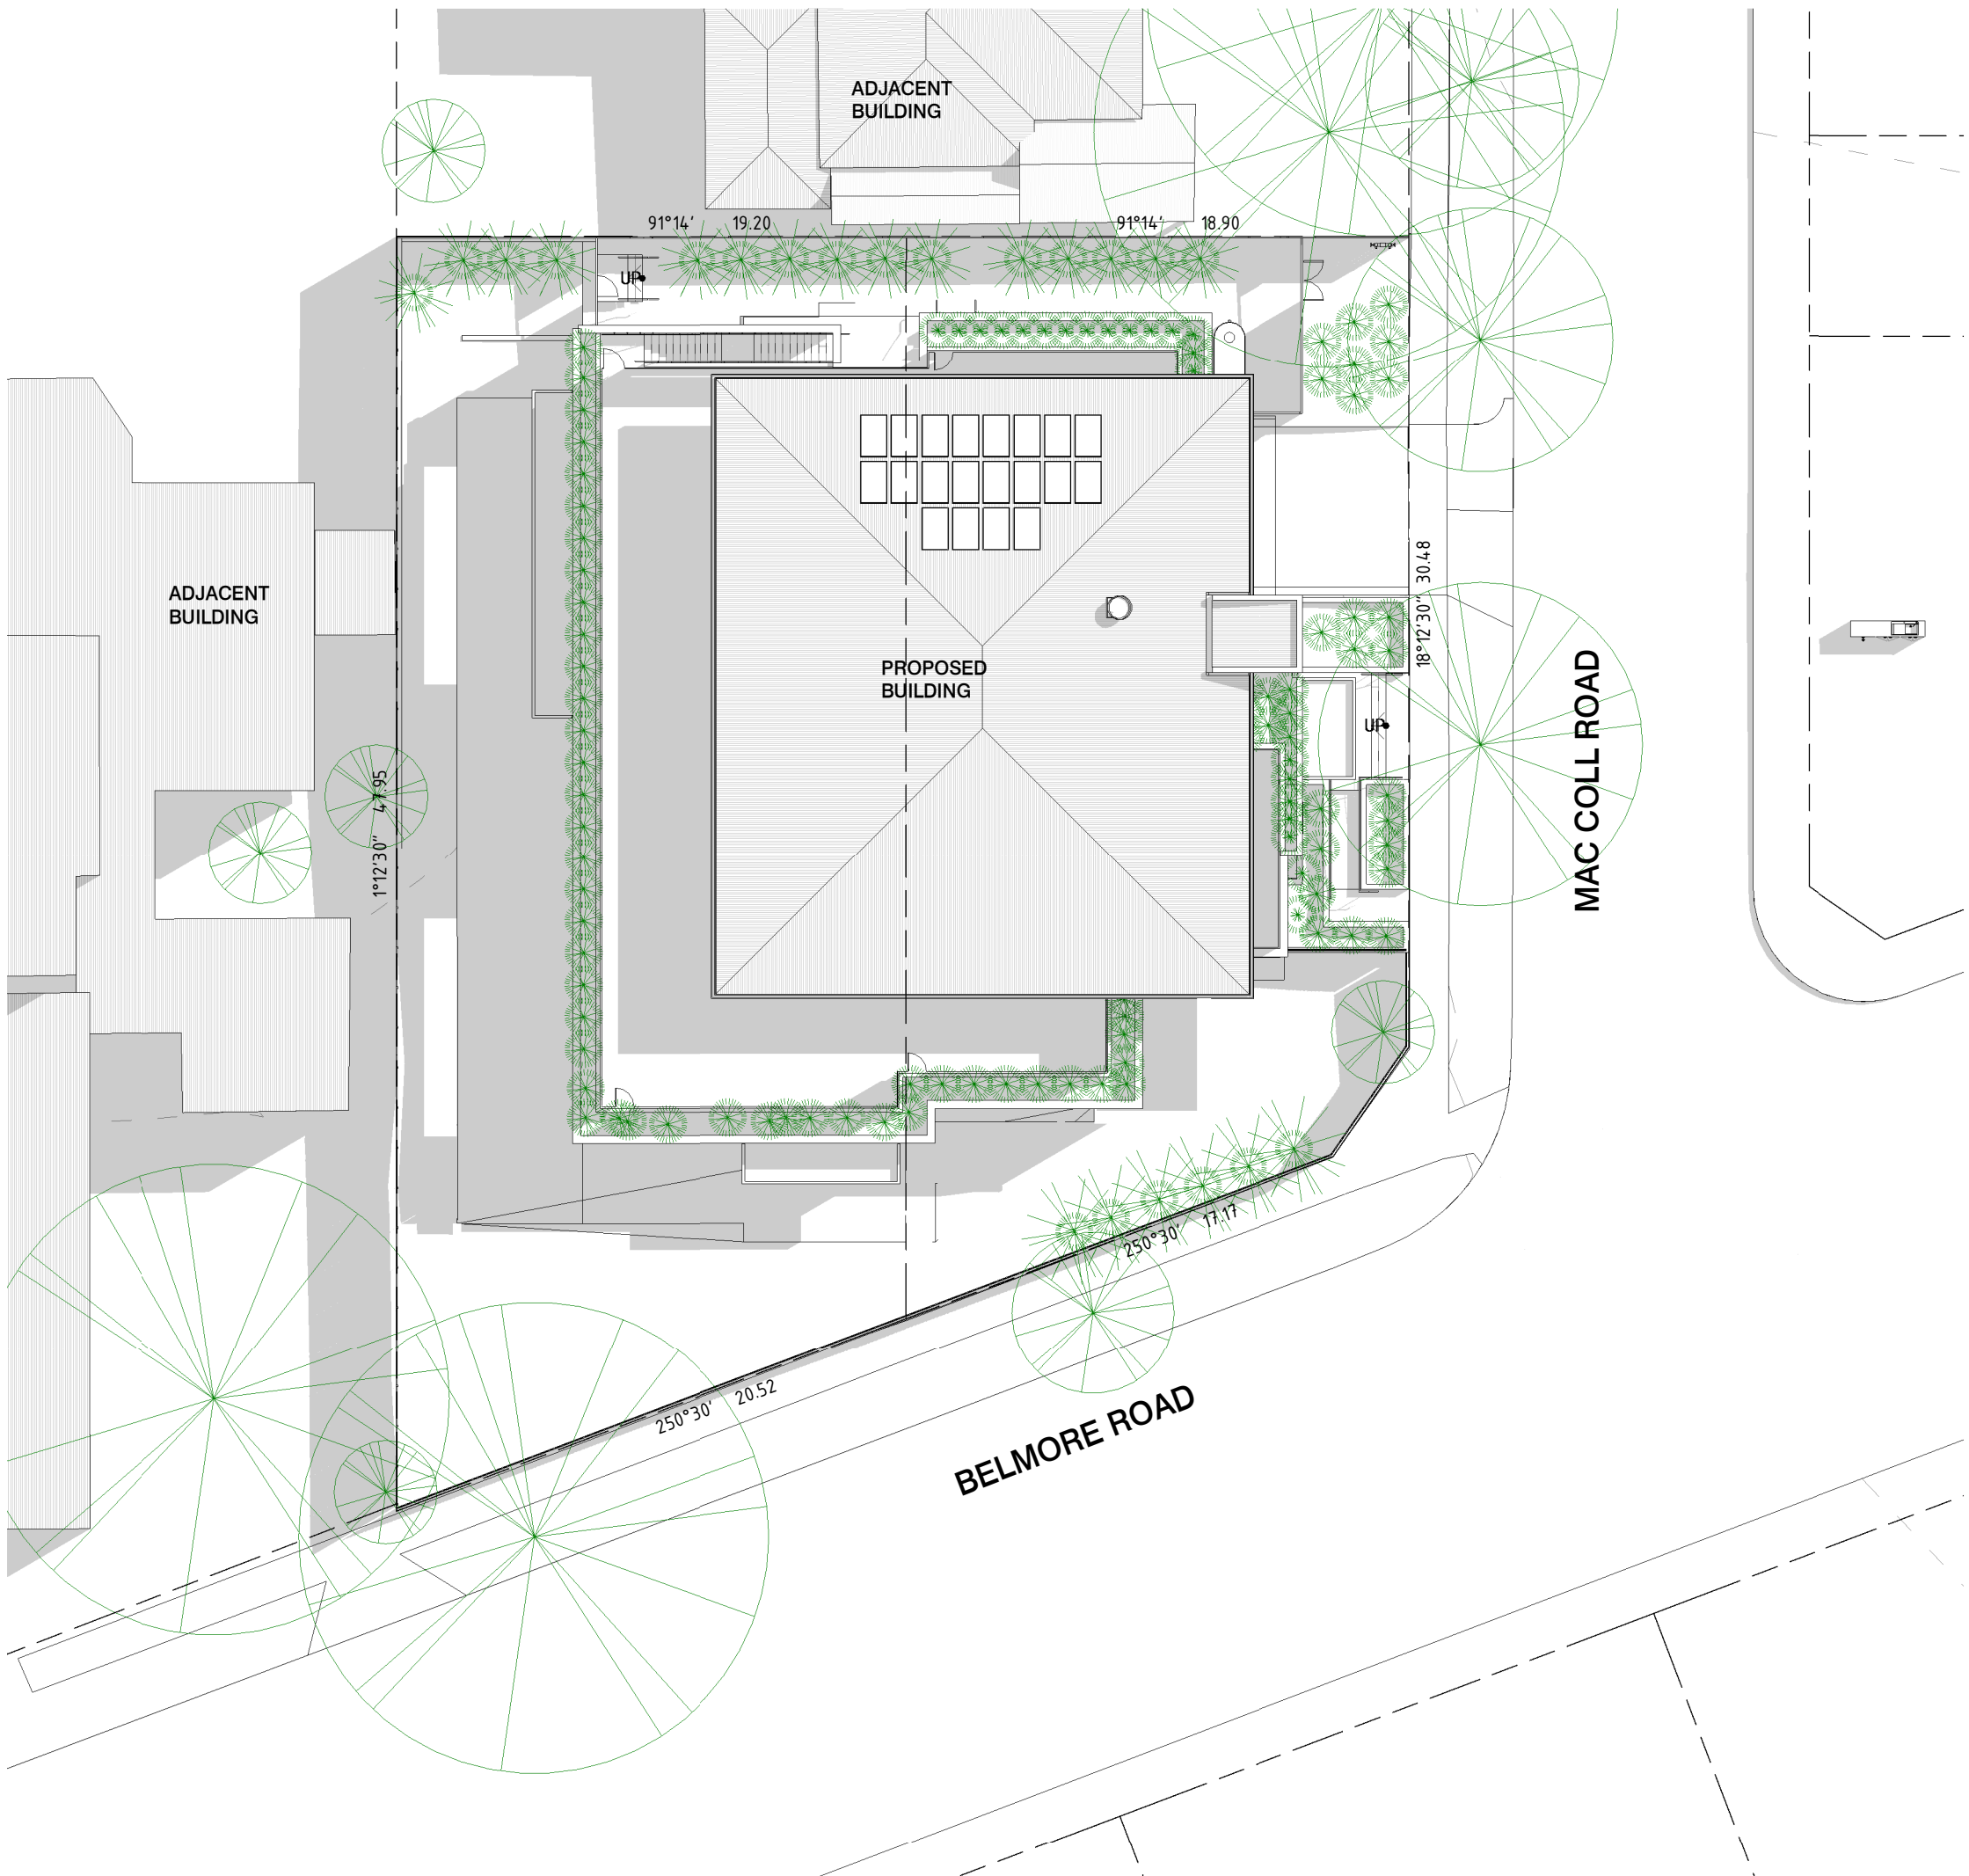 ADJACENT
BUILDING
91°14' 19.20
91°14' 18.90
UP
ADJACENT
BUILDING
18°12'30" 30.48
PROPOSED
BUILDING
UP
MAC COLL ROAD
1°12'30" 47.95
250°30' 17.17
250°30' 20.52
BELMORE ROAD